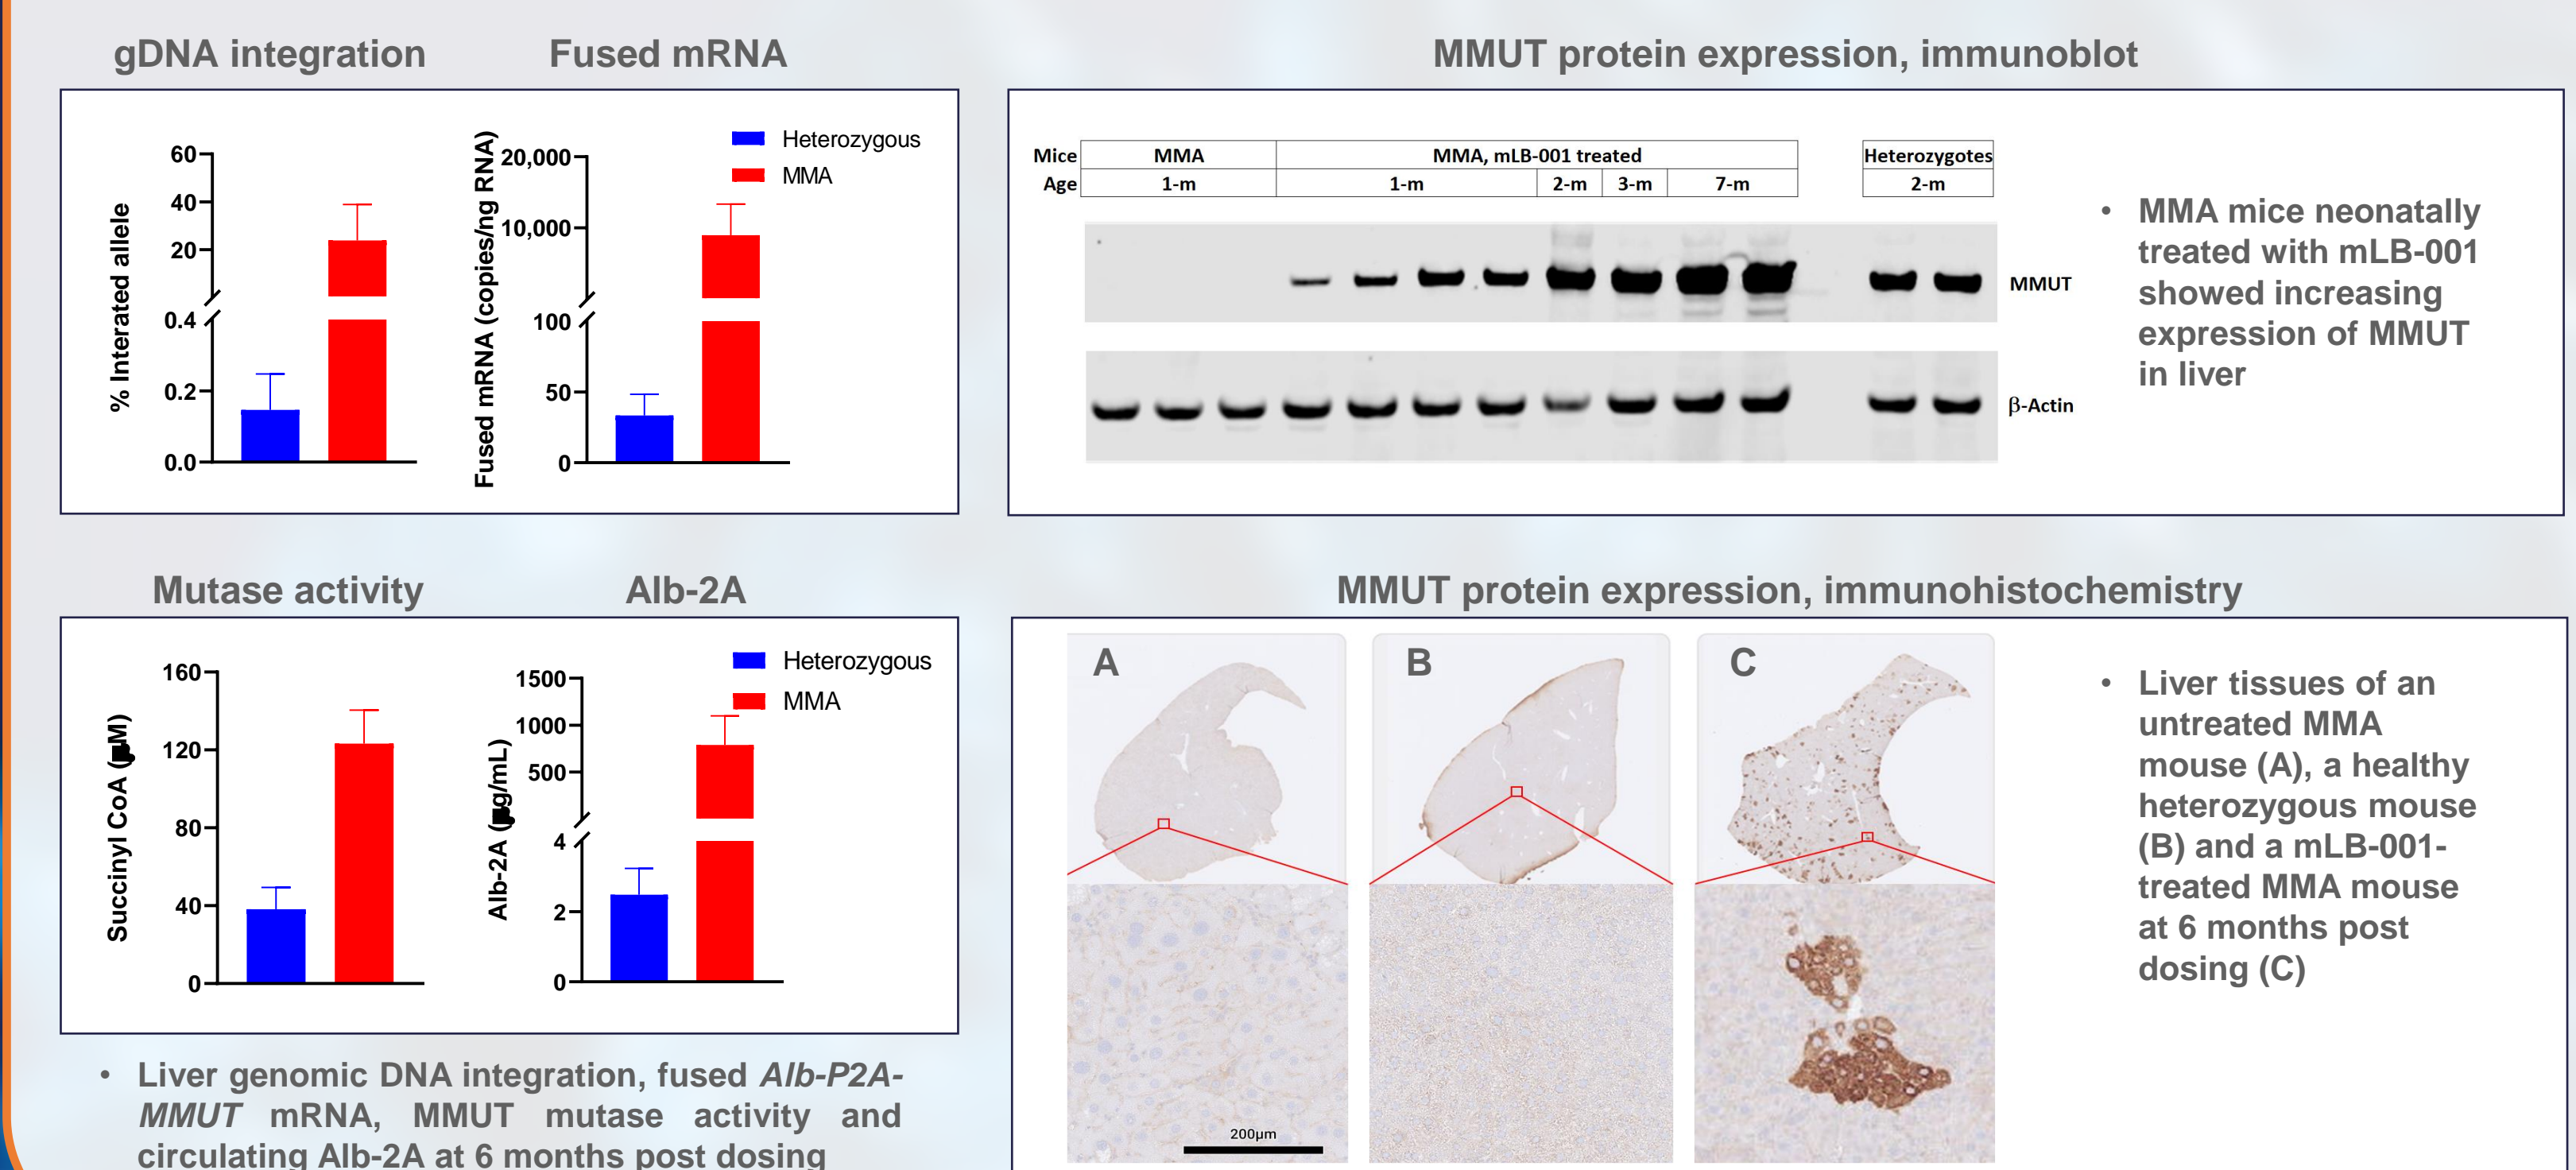 gDNA integration
Fused mRNA
% Interated allele
60
40
20
0.4
0.2
0.0
Fused mRNA (copies/ng RNA)
20,000
10,000
100
50
0
Heterozygous
MMA
MMUT protein expression, immunoblot
Mice MMA MMA, mLB-001 treated Heterozygotes
Age 1-m 1-m 2-m 3-m 7-m 2-m
MMUT
β-Actin
• MMA mice neonatally
treated with mLB-001
showed increasing
expression of MMUT
in liver
Mutase activity
Alb-2A
Succinyl CoA (µM)
160
120
80
40
0
Alb-2A (µg/mL)
1500
1000
500
4
2
0
Heterozygous
MMA
• Liver genomic DNA integration, fused Alb-P2A-
MMUT mRNA, MMUT mutase activity and
circulating Alb-2A at 6 months post dosing
MMUT protein expression, immunohistochemistry
A
B
C
200µm
• Liver tissues of an
untreated MMA
mouse (A), a healthy
heterozygous mouse
(B) and a mLB-001-
treated MMA mouse
at 6 months post
dosing (C)